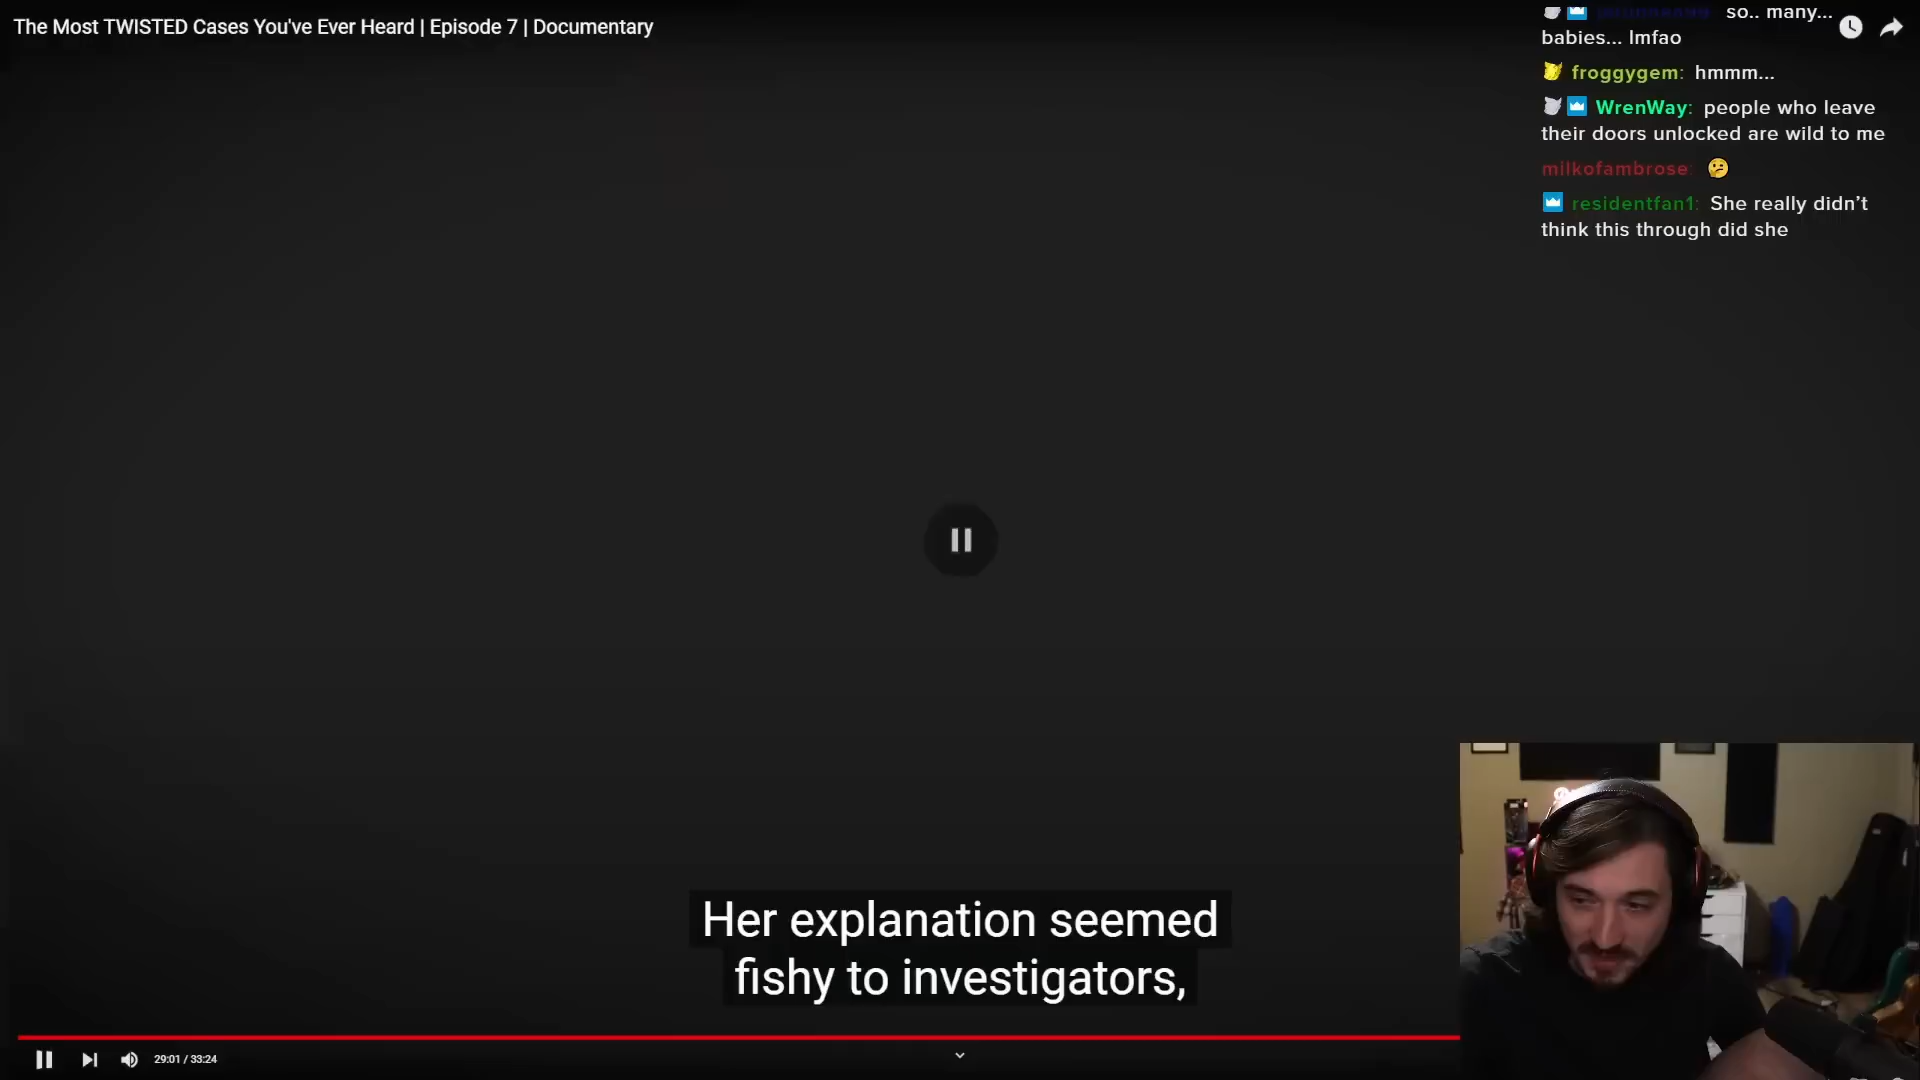 The Most TWISTED Cases You've Ever Heard | Episode 7 | Documentary
so.. many...
babies... lmfao
froggygem: hmmm...
WrenWay: people who leave
their doors unlocked are wild to me
milkofambrose: 🤔
residentfan1: She really didn’t
think this through did she
Her explanation seemed
fishy to investigators,
29:01 / 33:24